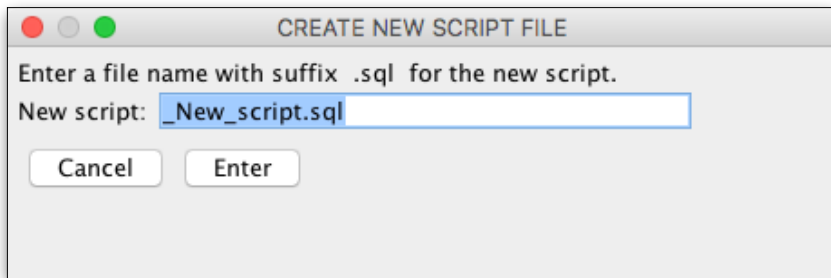 CREATE NEW SCRIPT FILE
Enter a file name with suffix .sql for the new script.
New script: _New_script.sql
Cancel Enter